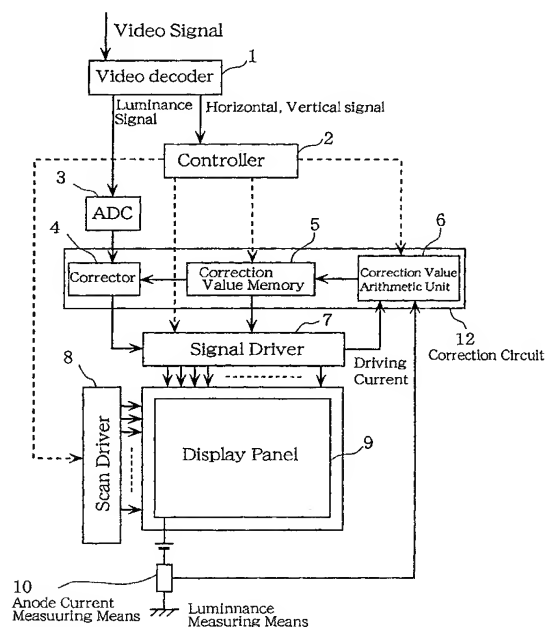 Video Signal
1
Video decoder
Luminance
Signal
Horizontal, Vertical signal
2
Controller
3
ADC
4
5
6
Corrector
Correction
Value Memory
Correction Value
Arithmetic Unit
7
12
Signal Driver
Correction Circuit
Driving
Current
8
Scan Driver
Display Panel
9
10
Anode Current
Measuuring Means
Luminnance
Measuring Means